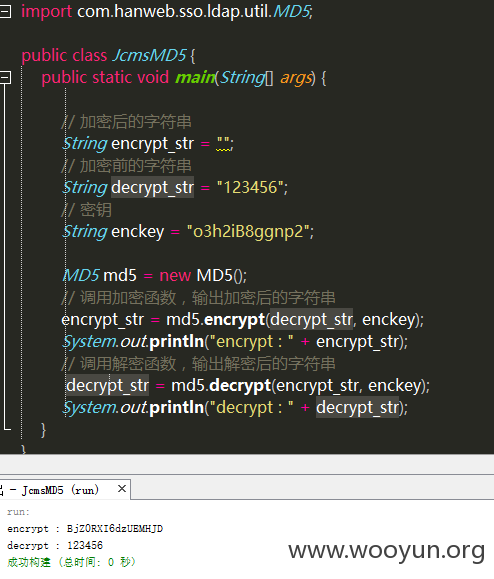 import com.hanweb.sso.ldap.util.MD5;
public class JcmsMD5 {
public static void main(String[] args) {
// 加密后的字符串
String encrypt_str = "";
// 加密前的字符串
String decrypt_str = "123456";
// 密钥
String enckey = "o3h2iB8ggnp2";
MD5 md5 = new MD5();
// 调用加密函数，输出加密后的字符串
encrypt_str = md5.encrypt(decrypt_str, enckey);
System.out.println("encrypt : " + encrypt_str);
// 调用解密函数，输出解密后的字符串
decrypt_str = md5.decrypt(encrypt_str, enckey);
System.out.println("decrypt : " + decrypt_str);
}
}
- JcmsMD5 (run) ×
run:
encrypt : BjZ0RXI6dzUEMHJD
decrypt : 123456
成功构建 (总时间: 0 秒)
www.wooyun.org